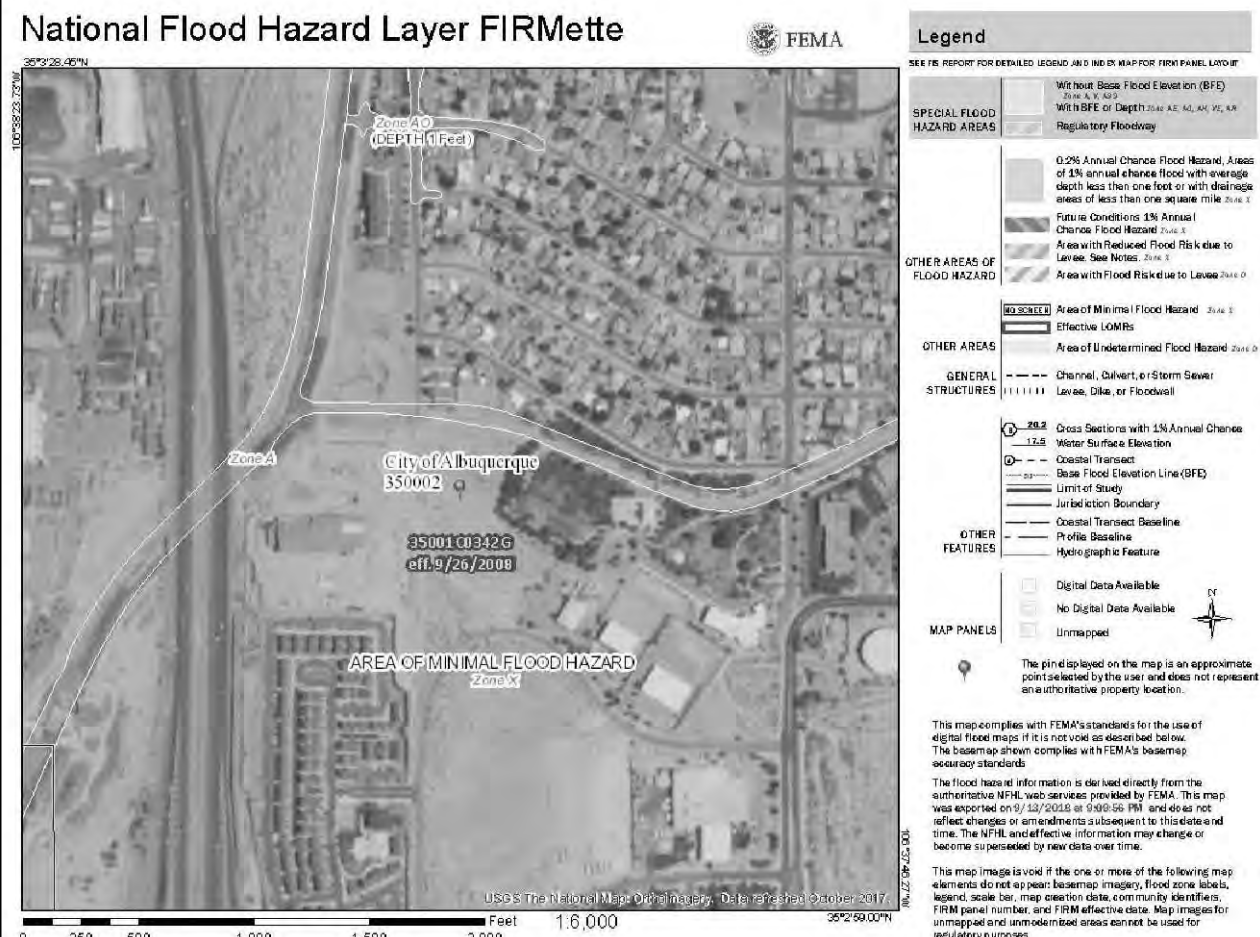 National Flood Hazard Layer FIRMette
FEMA
35°3'28.45"N
106°38'23.73"W
Zone AO
(DEPTH 1 Feet)
Zone A
City of Albuquerque
350002
35001C0342G
eff. 9/26/2008
AREA OF MINIMAL FLOOD HAZARD
Zone X
USGS The National Map: Orthoimagery. Data refreshed October 2017.
106°37'46.27"W
Feet
1:6,000
35°2'59.00"N
0 250 500 1,000 1,500 2,000
Legend
SEE FIS REPORT FOR DETAILED LEGEND AND INDEX MAP FOR FIRM PANEL LAYOUT
SPECIAL FLOOD
HAZARD AREAS
Without Base Flood Elevation (BFE)
Zone A, V, A99
With BFE or Depth Zone AE, AO, AH, VE, AR
Regulatory Floodway
OTHER AREAS OF
FLOOD HAZARD
0.2% Annual Chance Flood Hazard, Areas
of 1% annual chance flood with average
depth less than one foot or with drainage
areas of less than one square mile Zone X
Future Conditions 1% Annual
Chance Flood Hazard Zone X
Area with Reduced Flood Risk due to
Levee. See Notes. Zone X
Area with Flood Risk due to Levee Zone D
OTHER AREAS
NO SCREEN Area of Minimal Flood Hazard Zone X
Effective LOMRs
Area of Undetermined Flood Hazard Zone D
GENERAL
STRUCTURES
Channel, Culvert, or Storm Sewer
Levee, Dike, or Floodwall
OTHER
FEATURES
20.2 Cross Sections with 1% Annual Chance
17.5 Water Surface Elevation
Coastal Transect
Base Flood Elevation Line (BFE)
Limit of Study
Jurisdiction Boundary
Coastal Transect Baseline
Profile Baseline
Hydrographic Feature
MAP PANELS
Digital Data Available
No Digital Data Available
Unmapped
N
The pin displayed on the map is an approximate
point selected by the user and does not represent
an authoritative property location.
This map complies with FEMA's standards for the use of
digital flood maps if it is not void as described below.
The basemap shown complies with FEMA's basemap
accuracy standards
The flood hazard information is derived directly from the
authoritative NFHL web services provided by FEMA. This map
was exported on 9/13/2018 at 9:09:56 PM and does not
reflect changes or amendments subsequent to this date and
time. The NFHL and effective information may change or
become superseded by new data over time.
This map image is void if the one or more of the following map
elements do not appear: basemap imagery, flood zone labels,
legend, scale bar, map creation date, community identifiers,
FIRM panel number, and FIRM effective date. Map images for
unmapped and unmodernized areas cannot be used for
regulatory purposes.